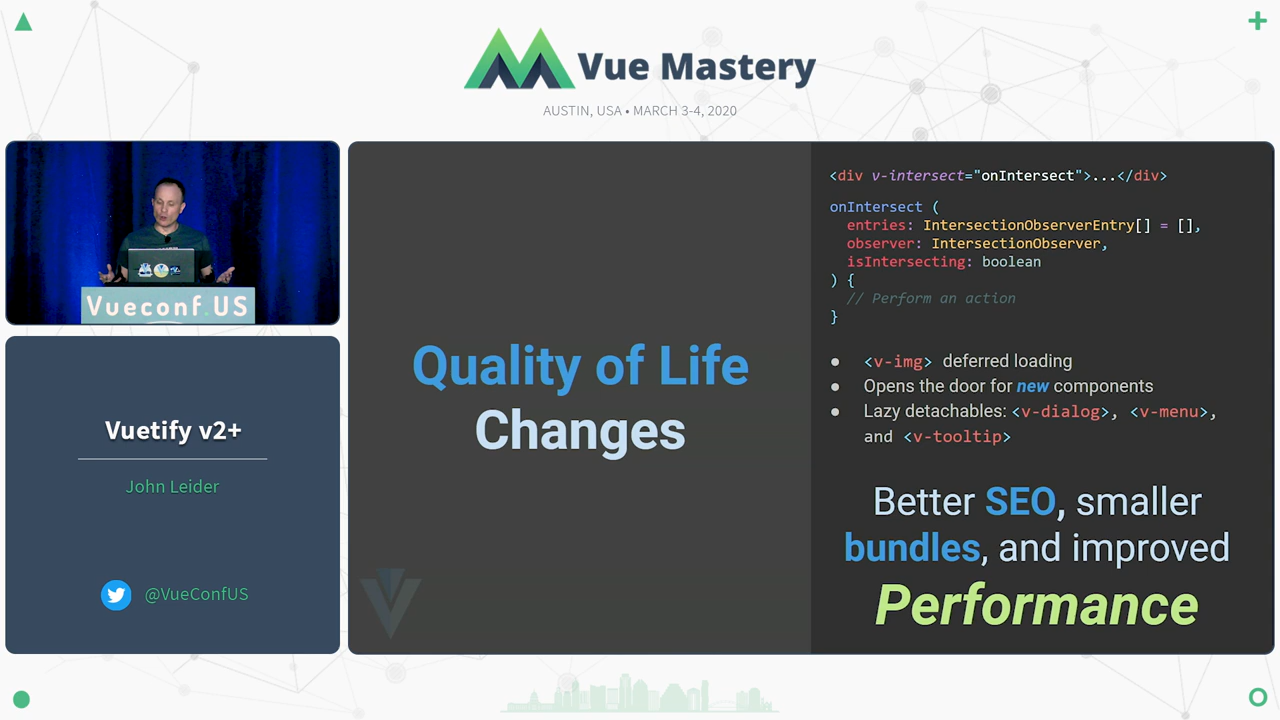 Vue Mastery
AUSTIN, USA • MARCH 3-4, 2020
Vueconf.US
Vuetify v2+
John Leider
@VueConfUS
Quality of Life
Changes
<div v-intersect="onIntersect">...</div>
onIntersect (
entries: IntersectionObserverEntry[] = [],
observer: IntersectionObserver,
isIntersecting: boolean
) {
// Perform an action
}
● <v-img> deferred loading
● Opens the door for new components
● Lazy detachables: <v-dialog>, <v-menu>,
and <v-tooltip>
Better SEO, smaller
bundles, and improved
Performance